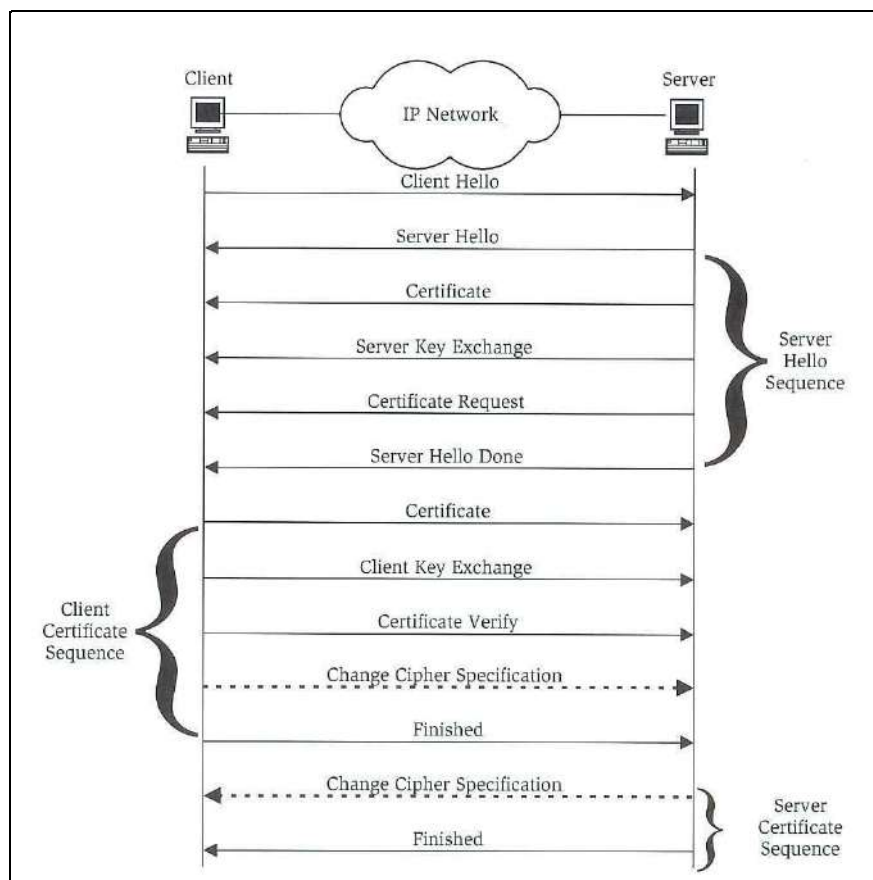 Client
Server
IP Network
Client Hello
Server Hello
Certificate
Server Key Exchange
Server
Hello
Sequence
Certificate Request
Server Hello Done
Certificate
Client Key Exchange
Client
Certificate
Sequence
Certificate Verify
Change Cipher Specification
Finished
Change Cipher Specification
Server
Certificate
Sequence
Finished